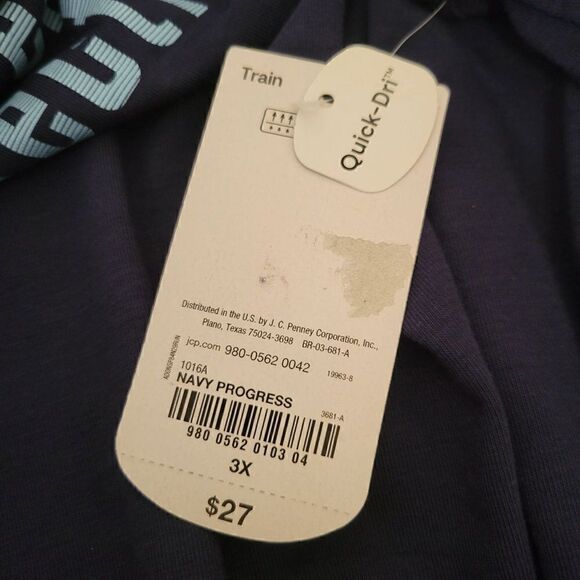 Train
Quick-Dri™
Distributed in the U.S. by J. C. Penney Corporation, Inc.,
Plano, Texas 75024-3698 BR-03-681-A
jcp.com 980-0562 0042
19963-8
1016A
NAVY PROGRESS
3681-A
980 0562 0103 04
3X
$27